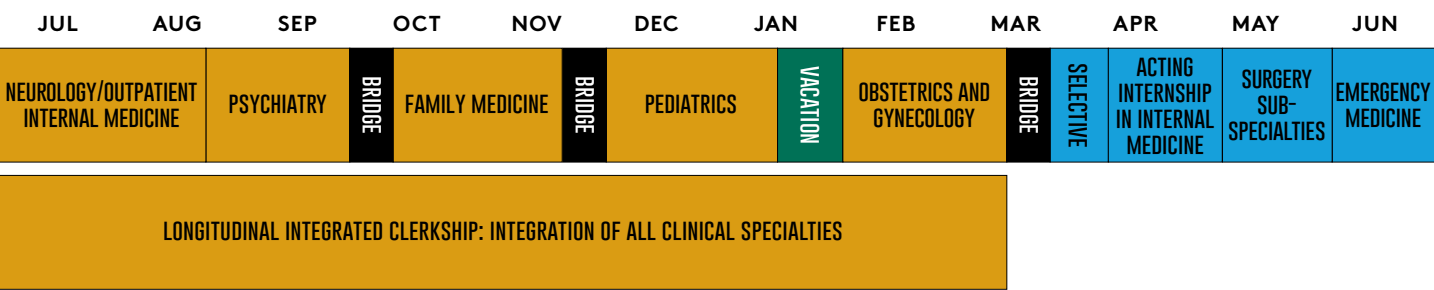 JUL AUG SEP OCT NOV DEC JAN FEB MAR APR MAY JUN
NEUROLOGY/OUTPATIENT
INTERNAL MEDICINE
PSYCHIATRY
BRIDGE
FAMILY MEDICINE
BRIDGE
PEDIATRICS
VACATION
OBSTETRICS AND
GYNECOLOGY
BRIDGE
SELECTIVE
ACTING
INTERNSHIP
IN INTERNAL
MEDICINE
SURGERY
SUB-
SPECIALTIES
EMERGENCY
MEDICINE
LONGITUDINAL INTEGRATED CLERKSHIP: INTEGRATION OF ALL CLINICAL SPECIALTIES